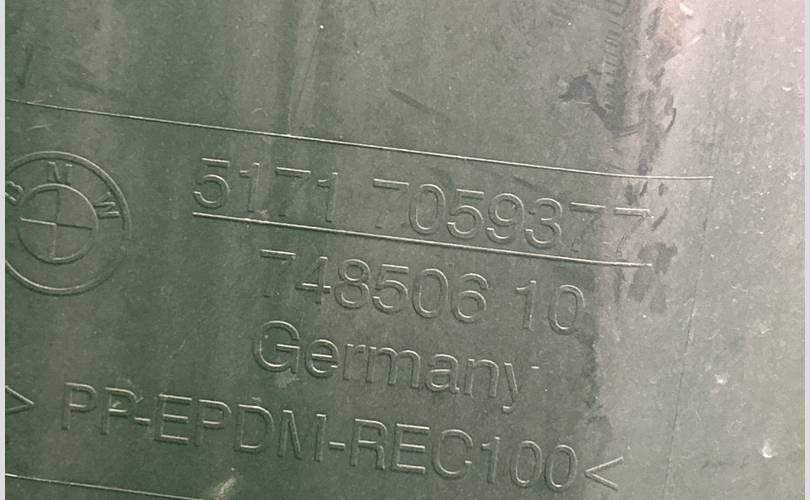 BMW
5171 7059377
748506 10
Germany
> PP-EPDM-REC100<